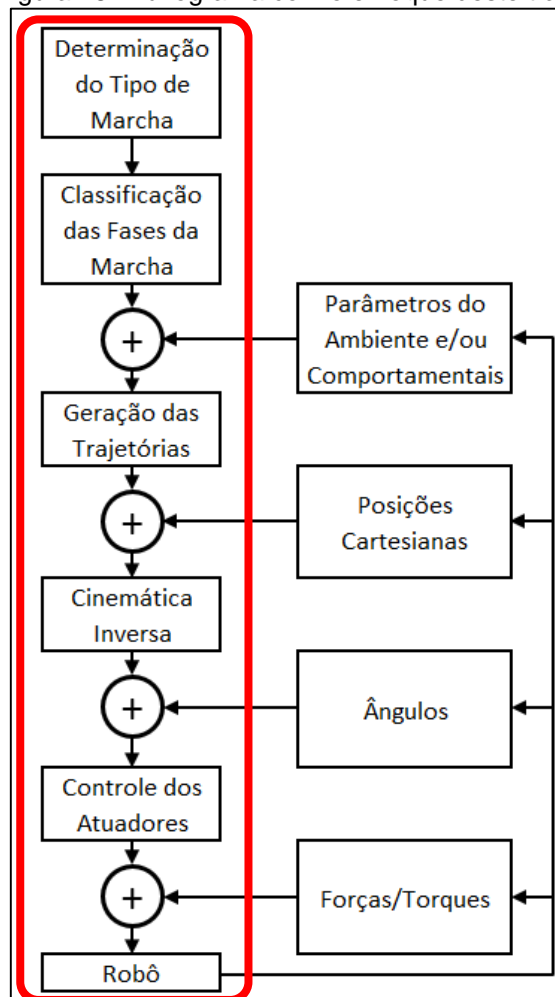 Determinação
do Tipo de
Marcha
Classificação
das Fases da
Marcha
+
Parâmetros do
Ambiente e/ou
Comportamentais
Geração das
Trajetórias
+
Posições
Cartesianas
Cinemática
Inversa
+
Ângulos
Controle dos
Atuadores
+
Forças/Torques
Robô